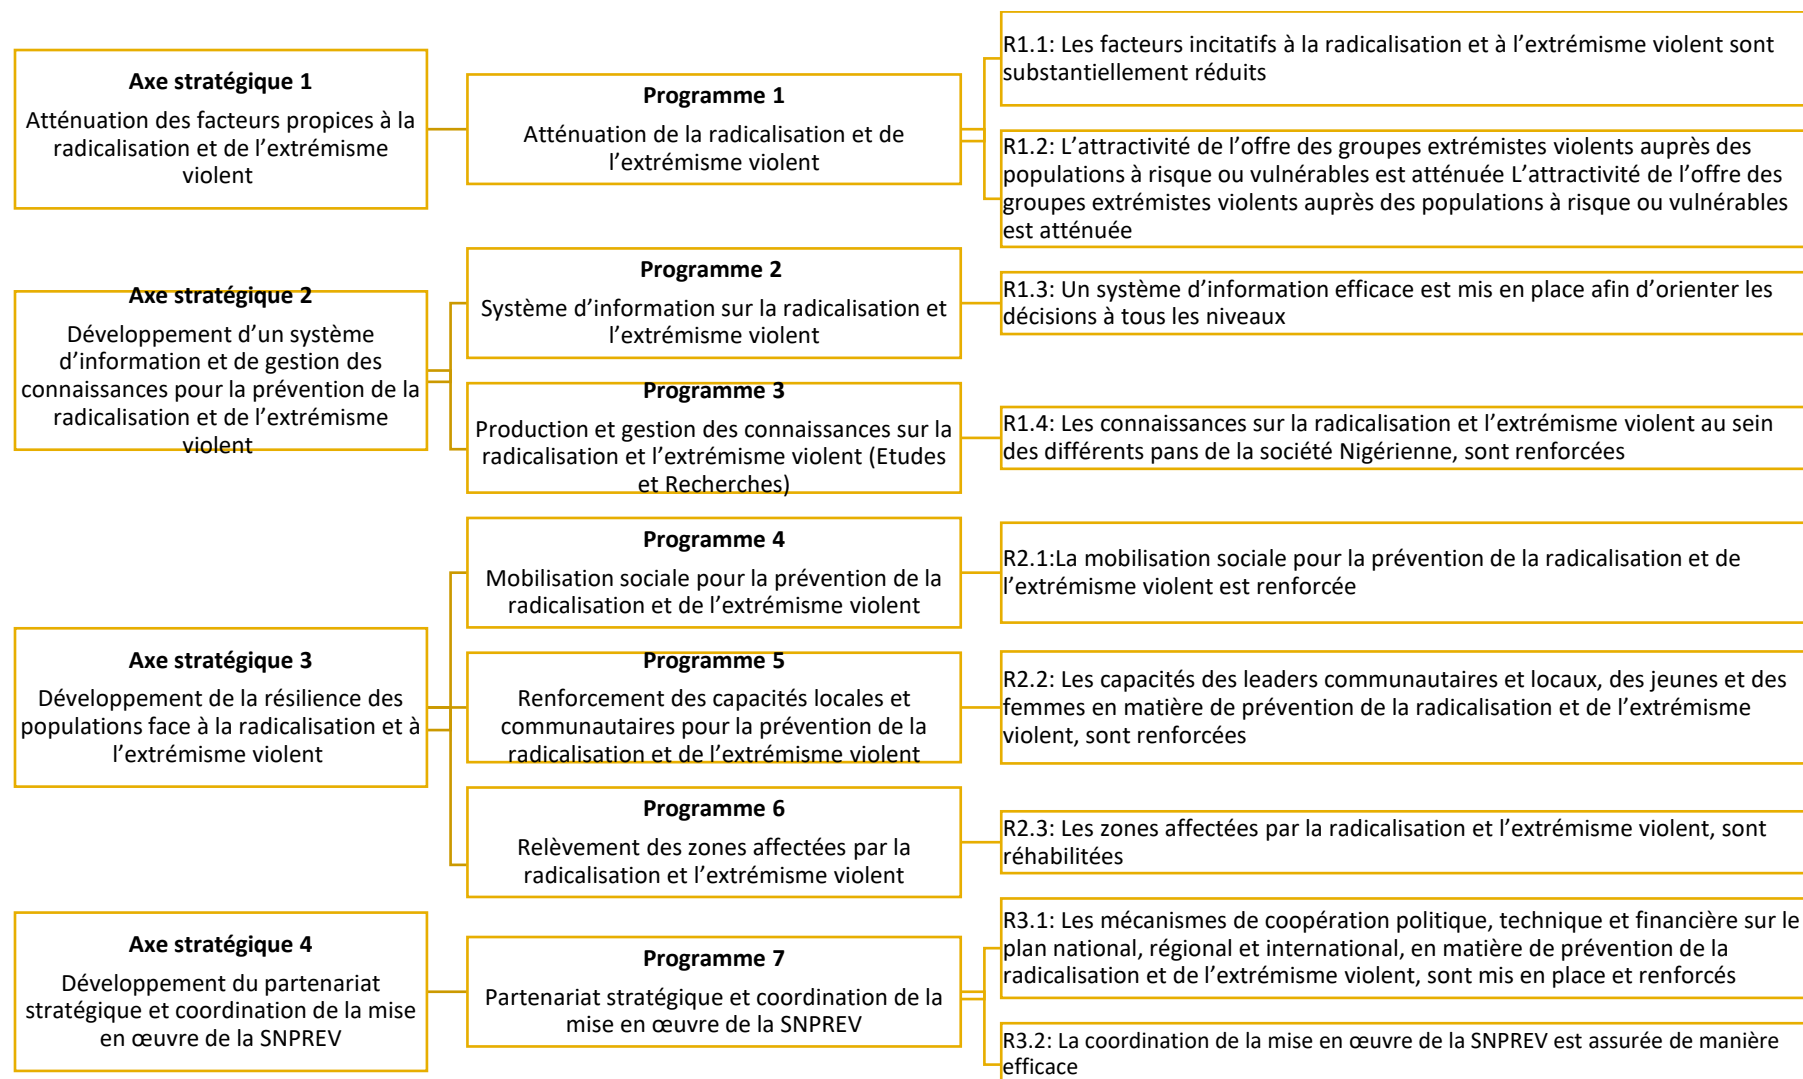 Axe stratégique 1
Atténuation des facteurs propices à la
radicalisation et de l’extrémisme
violent
Programme 1
Atténuation de la radicalisation et de
l’extrémisme violent
R1.1: Les facteurs incitatifs à la radicalisation et à l’extrémisme violent sont
substantiellement réduits
R1.2: L’attractivité de l’offre des groupes extrémistes violents auprès des
populations à risque ou vulnérables est atténuée L’attractivité de l’offre des
groupes extrémistes violents auprès des populations à risque ou vulnérables
est atténuée
Axe stratégique 2
Développement d’un système
d’information et de gestion des
connaissances pour la prévention de la
radicalisation et de l’extrémisme
violent
Programme 2
Système d’information sur la radicalisation et
l’extrémisme violent
R1.3: Un système d’information efficace est mis en place afin d’orienter les
décisions à tous les niveaux
Programme 3
Production et gestion des connaissances sur la
radicalisation et l’extrémisme violent (Etudes
et Recherches)
R1.4: Les connaissances sur la radicalisation et l’extrémisme violent au sein
des différents pans de la société Nigérienne, sont renforcées
Axe stratégique 3
Développement de la résilience des
populations face à la radicalisation et à
l’extrémisme violent
Programme 4
Mobilisation sociale pour la prévention de la
radicalisation et de l’extrémisme violent
R2.1:La mobilisation sociale pour la prévention de la radicalisation et de
l’extrémisme violent est renforcée
Programme 5
Renforcement des capacités locales et
communautaires pour la prévention de la
radicalisation et de l’extrémisme violent
R2.2: Les capacités des leaders communautaires et locaux, des jeunes et des
femmes en matière de prévention de la radicalisation et de l’extrémisme
violent, sont renforcées
Programme 6
Relèvement des zones affectées par la
radicalisation et l’extrémisme violent
R2.3: Les zones affectées par la radicalisation et l’extrémisme violent, sont
réhabilitées
Axe stratégique 4
Développement du partenariat
stratégique et coordination de la mise
en œuvre de la SNPREV
Programme 7
Partenariat stratégique et coordination de la
mise en œuvre de la SNPREV
R3.1: Les mécanismes de coopération politique, technique et financière sur le
plan national, régional et international, en matière de prévention de la
radicalisation et de l’extrémisme violent, sont mis en place et renforcés
R3.2: La coordination de la mise en œuvre de la SNPREV est assurée de manière
efficace